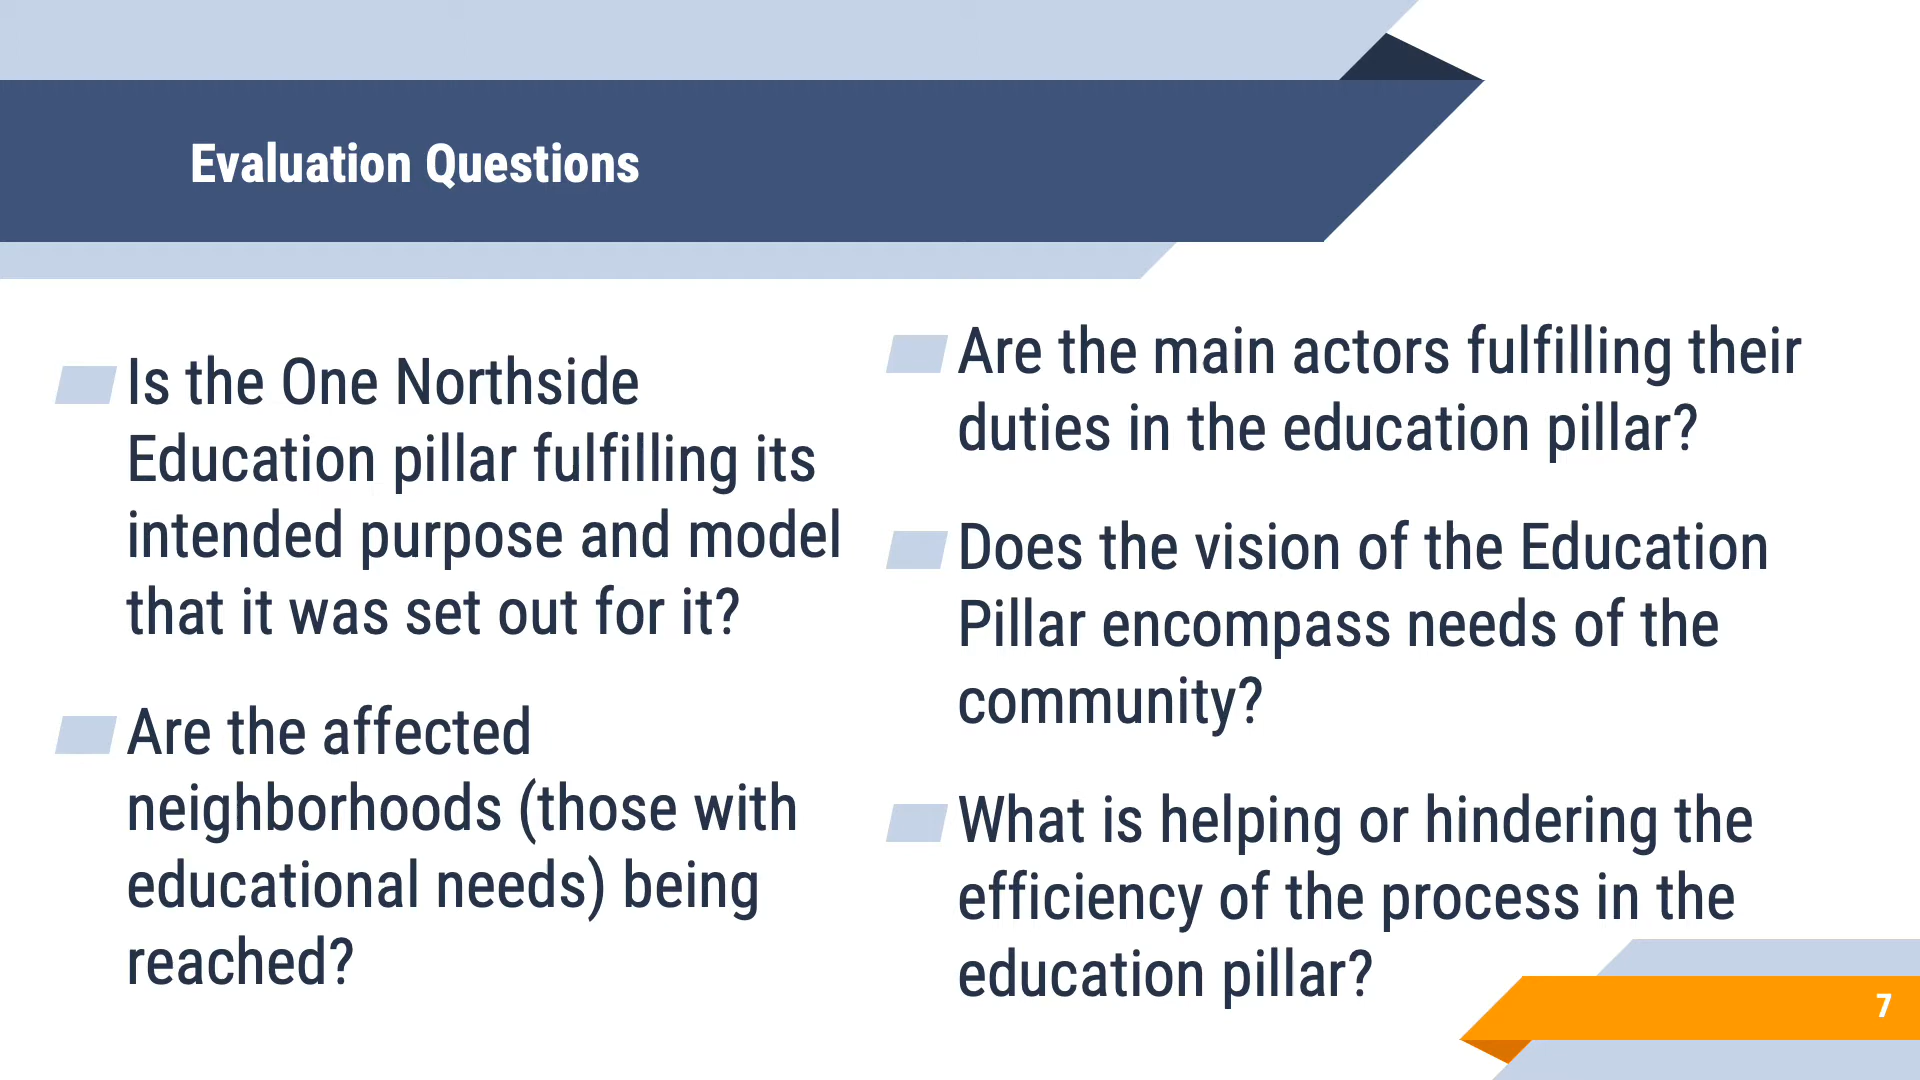 Evaluation Questions
Is the One Northside
Education pillar fulfilling its
intended purpose and model
that it was set out for it?
Are the affected
neighborhoods (those with
educational needs) being
reached?
Are the main actors fulfilling their
duties in the education pillar?
Does the vision of the Education
Pillar encompass needs of the
community?
What is helping or hindering the
efficiency of the process in the
education pillar?
7